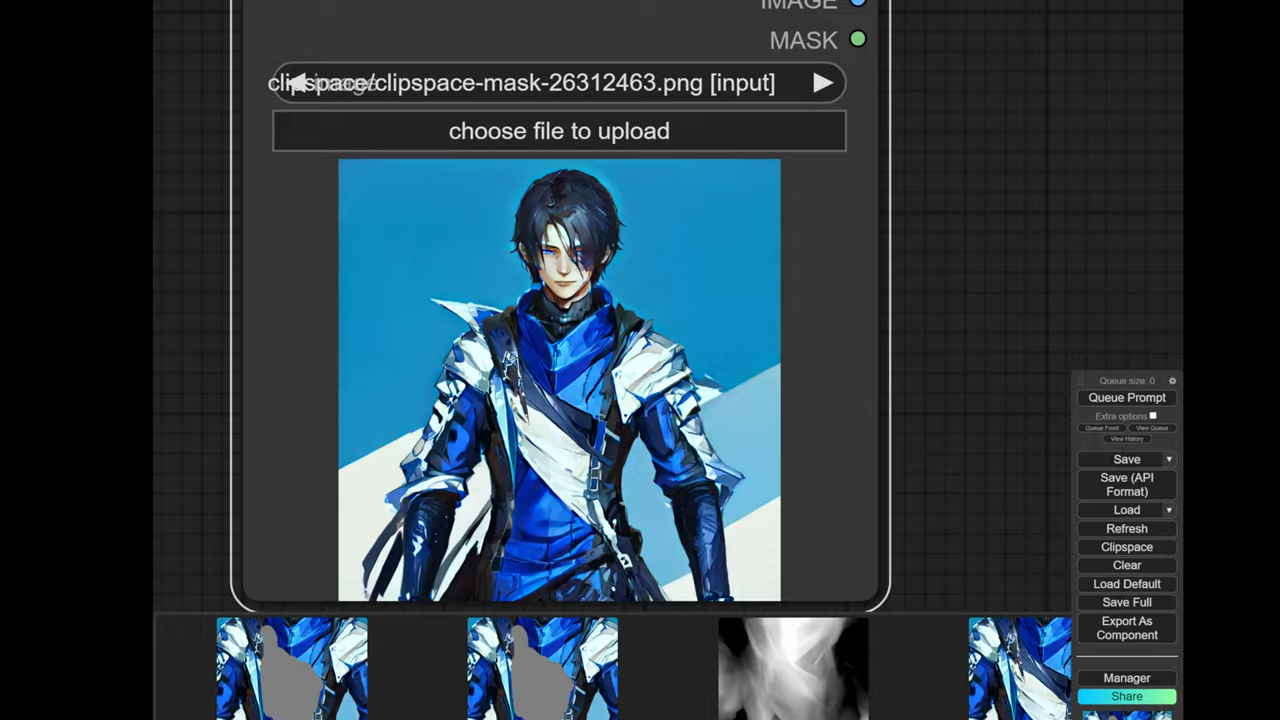 IMAGE
MASK
clipspace/clipspace-mask-26312463.png [input]
choose file to upload
Queue size: 0
Queue Prompt
Extra options
Queue Front
View Queue
View History
Save
Save (API
Format)
Load
Refresh
Clipspace
Clear
Load Default
Save Full
Export As
Component
Manager
Share